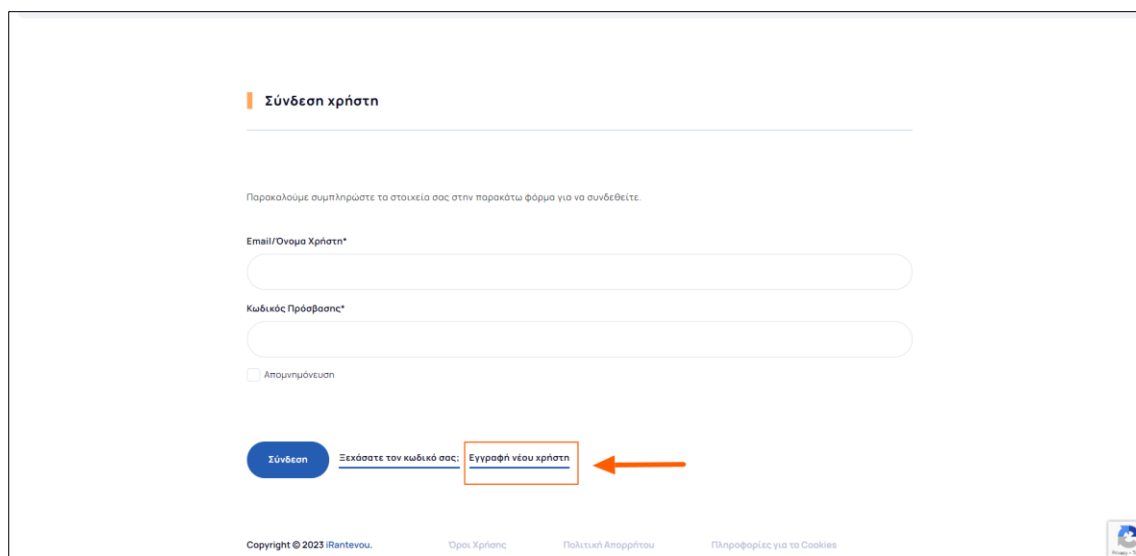 Σύνδεση χρήστη
Παρακαλούμε συμπληρώστε τα στοιχεία σας στην παρακάτω φόρμα για να συνδεθείτε.
Email/Όνομα Χρήστη*
Κωδικός Πρόσβασης*
Απομνημόνευση
Σύνδεση Ξεχάσατε τον κωδικό σας; Εγγραφή νέου χρήστη
Copyright © 2023 iRantevou. Όροι Χρήσης Πολιτική Απορρήτου Πληροφορίες για τα Cookies